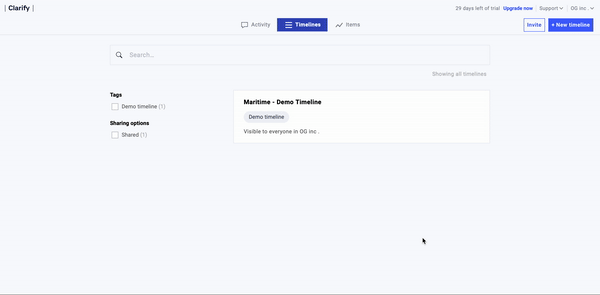 | Clarify |
29 days left of trial Upgrade now Support OG inc .
Activity Timelines Items
Invite + New timeline
Search...
Showing all timelines
Tags
Demo timeline (1)
Sharing options
Shared (1)
Maritime - Demo Timeline
Demo timeline
Visible to everyone in OG inc .